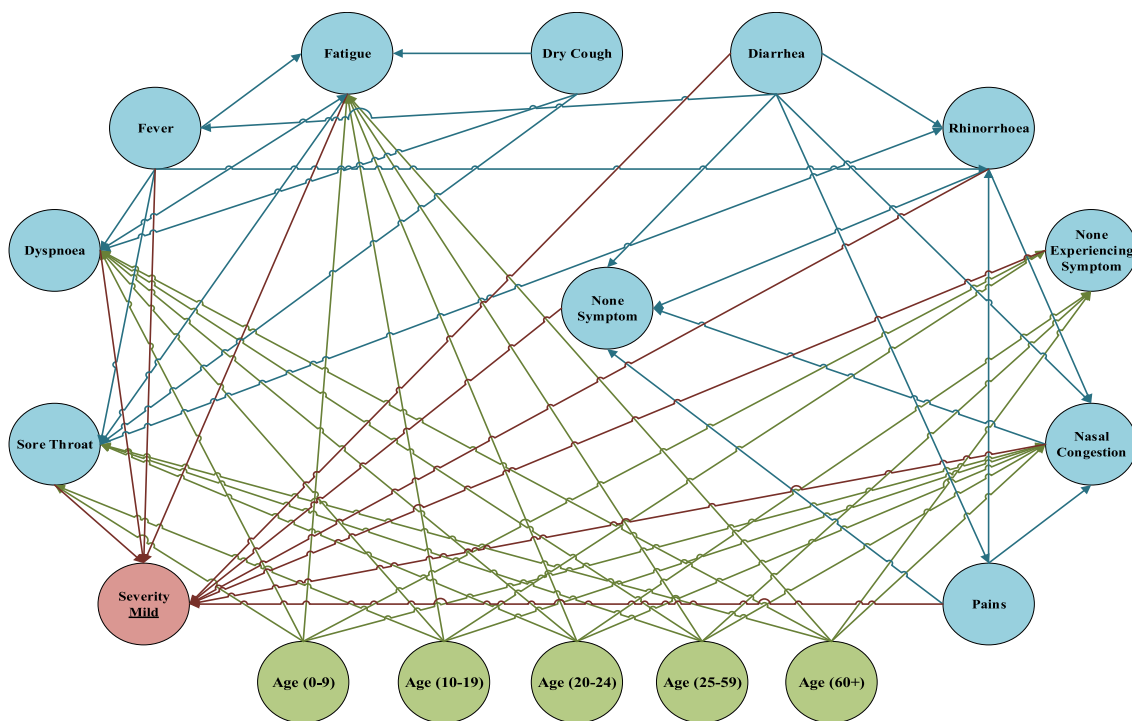 Fatigue
Dry Cough
Diarrhea
Fever
Rhinorrhoea
Dyspnoea
None
Experiencing
Symptom
None
Symptom
Sore Throat
Nasal
Congestion
Severity
Mild
Pains
Age (0-9)
Age (10-19)
Age (20-24)
Age (25-59)
Age (60+)